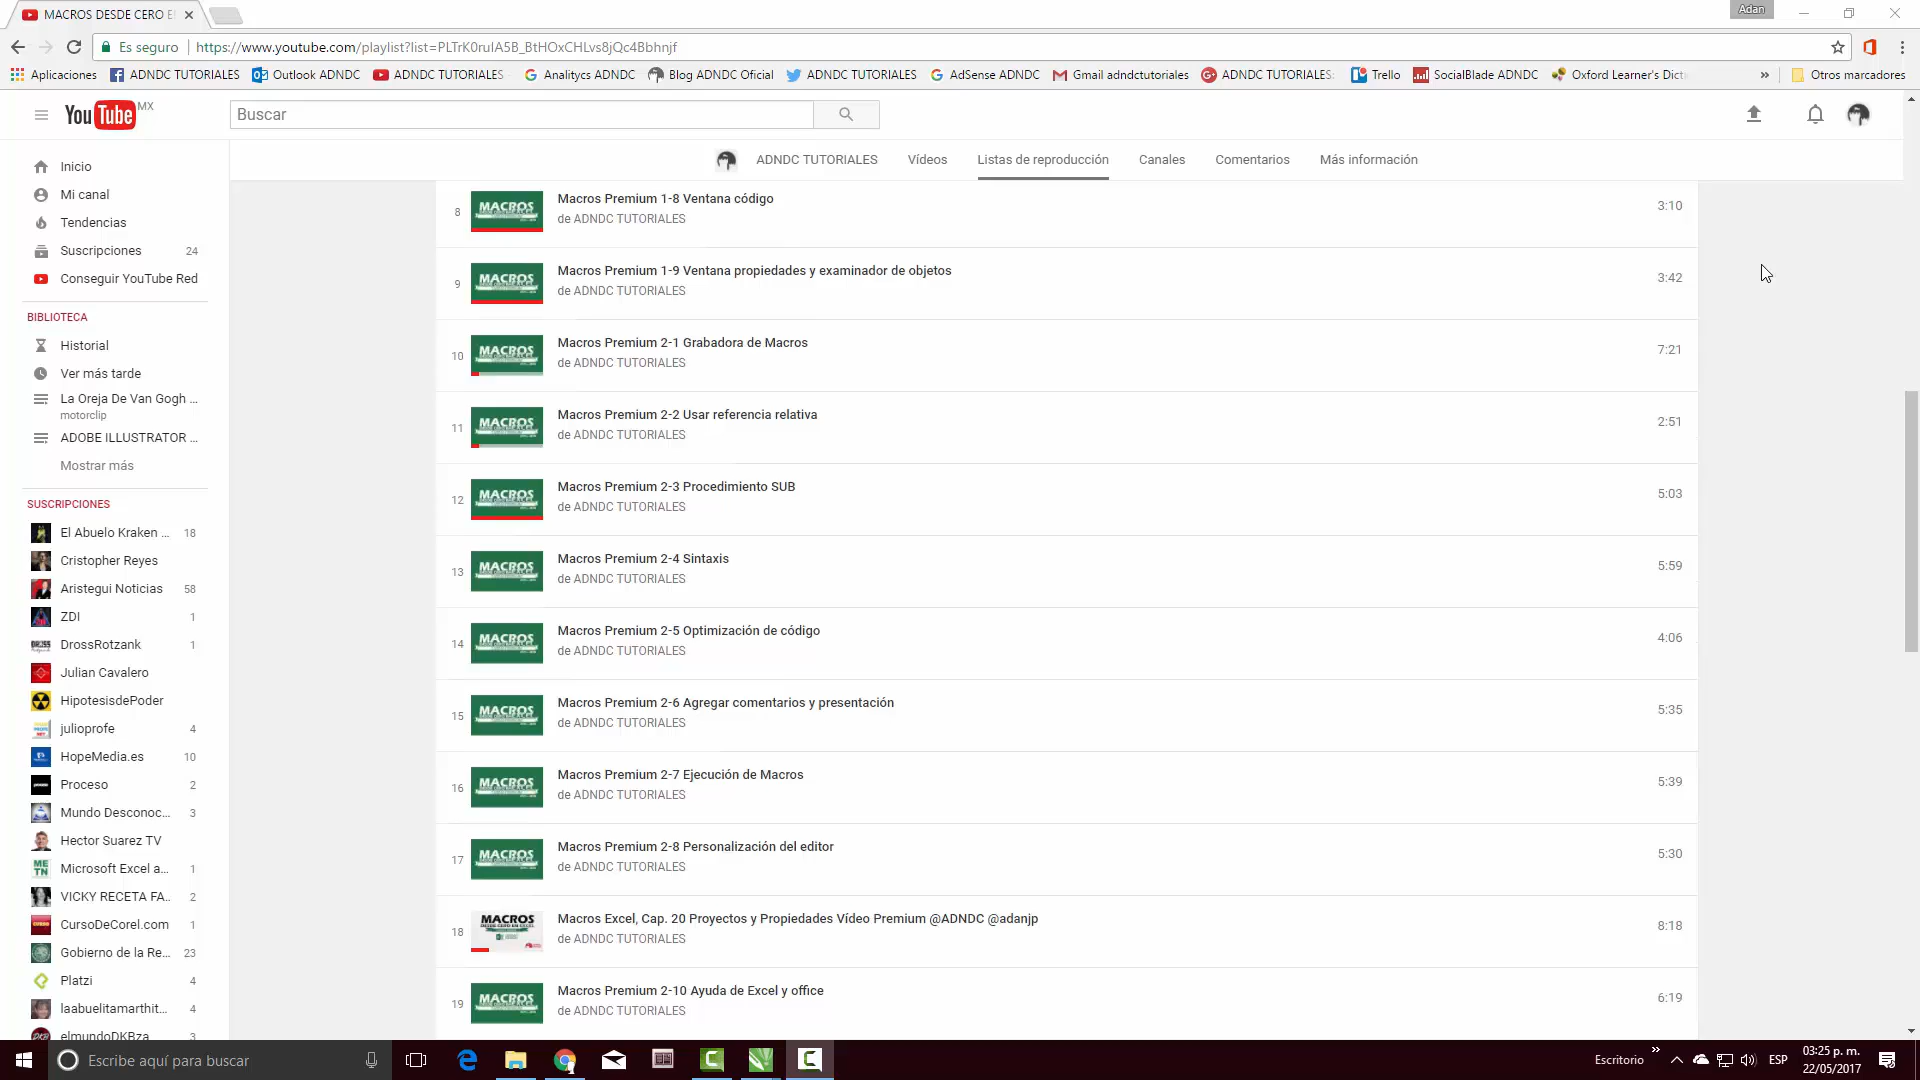 MACROS DESDE CERO E
Adan
Es seguro
https://www.youtube.com/playlist?list=PLTrK0ruIA5B_BtHOxCHLvs8jQc4Bbhnjf
Aplicaciones
ADNDC TUTORIALES
Outlook ADNDC
ADNDC TUTORIALES
Analitycs ADNDC
Blog ADNDC Oficial
ADNDC TUTORIALES
AdSense ADNDC
Gmail adndctutoriales
ADNDC TUTORIALES:
Trello
SocialBlade ADNDC
Oxford Learner's Dicti
»
Otros marcadores
YouTube MX
Buscar
ADNDC TUTORIALES
Vídeos
Listas de reproducción
Canales
Comentarios
Más información
Inicio
Mi canal
Tendencias
Suscripciones 24
Conseguir YouTube Red
BIBLIOTECA
Historial
Ver más tarde
La Oreja De Van Gogh ...
motorclip
ADOBE ILLUSTRATOR ...
Mostrar más
SUSCRIPCIONES
El Abuelo Kraken ... 18
Cristopher Reyes
Aristegui Noticias 58
ZDI 1
DrossRotzank 1
Julian Cavalero
HipotesisdePoder
julioprofe 4
HopeMedia.es 10
Proceso 2
Mundo Desconoc... 3
Hector Suarez TV
Microsoft Excel a... 1
VICKY RECETA FA.. 2
CursoDeCorel.com 1
Gobierno de la Re... 23
Platzi 4
laabuelitamarthit... 4
elmundoDKBza 3
8
MACROS
Macros Premium 1-8 Ventana código
de ADNDC TUTORIALES
3:10
9
MACROS
Macros Premium 1-9 Ventana propiedades y examinador de objetos
de ADNDC TUTORIALES
3:42
10
MACROS
Macros Premium 2-1 Grabadora de Macros
de ADNDC TUTORIALES
7:21
11
MACROS
Macros Premium 2-2 Usar referencia relativa
de ADNDC TUTORIALES
2:51
12
MACROS
Macros Premium 2-3 Procedimiento SUB
de ADNDC TUTORIALES
5:03
13
MACROS
Macros Premium 2-4 Sintaxis
de ADNDC TUTORIALES
5:59
14
MACROS
Macros Premium 2-5 Optimización de código
de ADNDC TUTORIALES
4:06
15
MACROS
Macros Premium 2-6 Agregar comentarios y presentación
de ADNDC TUTORIALES
5:35
16
MACROS
Macros Premium 2-7 Ejecución de Macros
de ADNDC TUTORIALES
5:39
17
MACROS
Macros Premium 2-8 Personalización del editor
de ADNDC TUTORIALES
5:30
18
MACROS
DESDE CERO EN EXCEL
Macros Excel, Cap. 20 Proyectos y Propiedades Vídeo Premium @ADNDC @adanjp
de ADNDC TUTORIALES
8:18
19
MACROS
Macros Premium 2-10 Ayuda de Excel y office
de ADNDC TUTORIALES
6:19
Escribe aquí para buscar
Escritorio
»
ESP
03:25 p. m.
22/05/2017